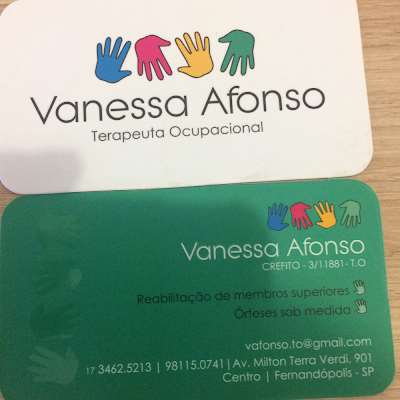 Vanessa Afonso
Terapeuta Ocupacional
Vanessa Afonso
CREFITO - 3/11881- T.O
Reabilitação de membros superiores
Órteses sob medida
vafonso.to@gmail.com
17 3462.5213 | 98115.0741 | Av. Milton Terra Verdi, 901
Centro | Fernandópolis - SP